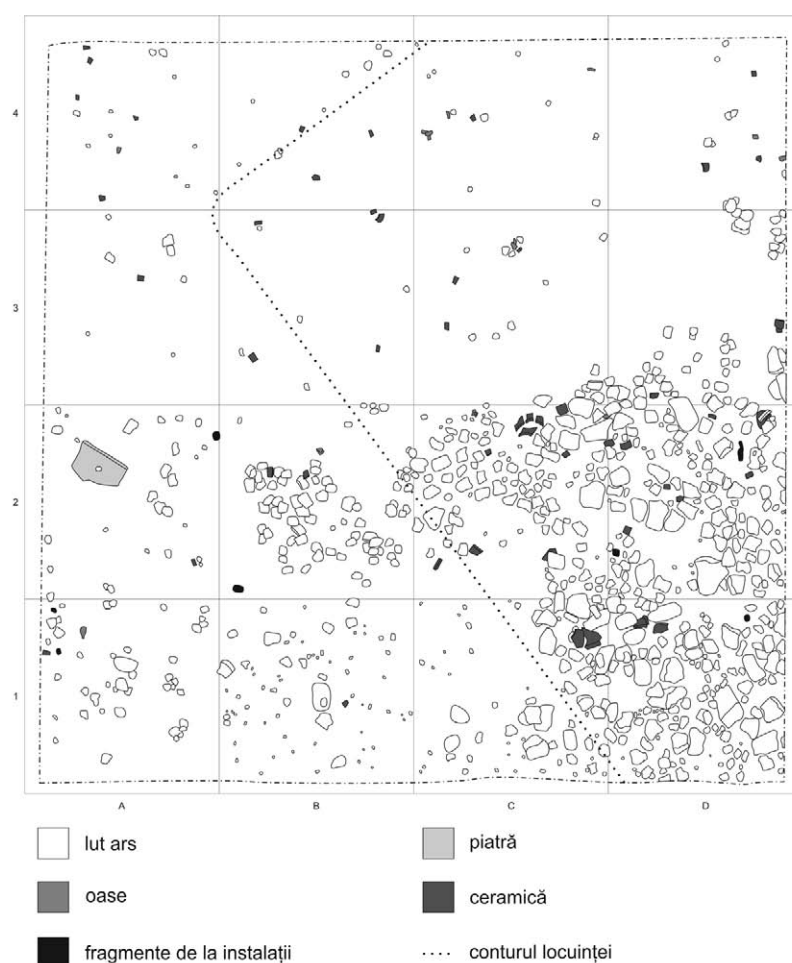 4
3
2
1
A B C D
lut ars piatră
oase ceramică
fragmente de la instalații conturul locuinței